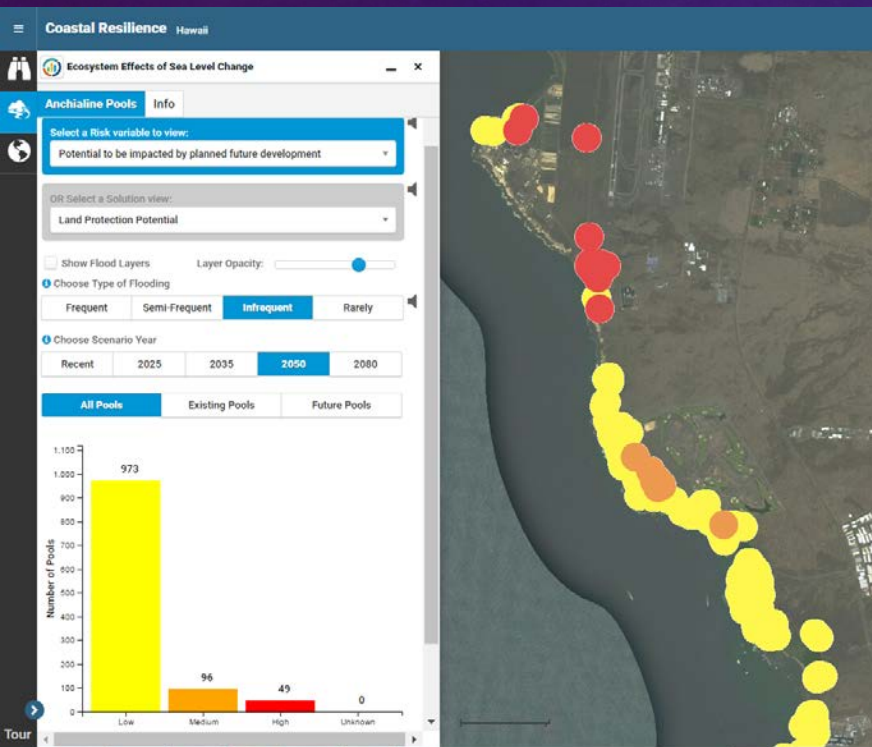 Coastal Resilience Hawaii
Ecosystem Effects of Sea Level Change
Anchialine Pools Info
Select a Risk variable to view:
Potential to be impacted by planned future development
OR Select a Solution view:
Land Protection Potential
Show Flood Layers Layer Opacity:
Choose Type of Flooding
Frequent Semi-Frequent Infrequent Rarely
Choose Scenario Year
Recent 2025 2035 2050 2080
All Pools Existing Pools Future Pools
1.100
1.000
900
800
700
600
500
400
300
200
100
0
Number of Pools
973
96
49
0
Low Medium High Unknown
Tour